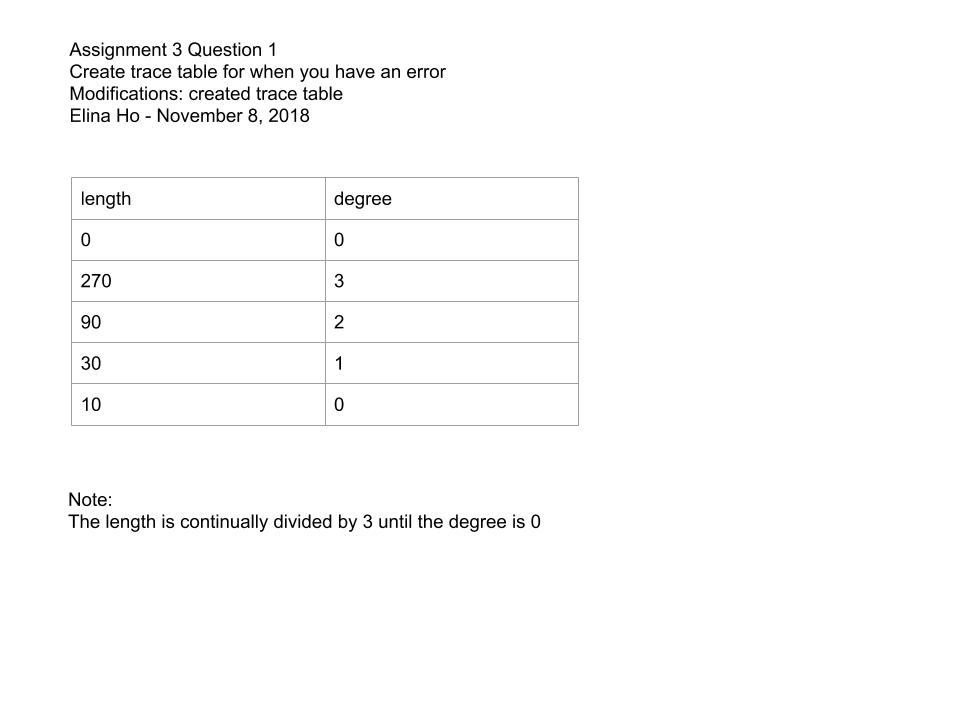 Assignment 3 Question 1
Create trace table for when you have an error
Modifications: created trace table
Elina Ho - November 8, 2018
length degree
0 0
270 3
90 2
30 1
10 0
Note:
The length is continually divided by 3 until the degree is 0